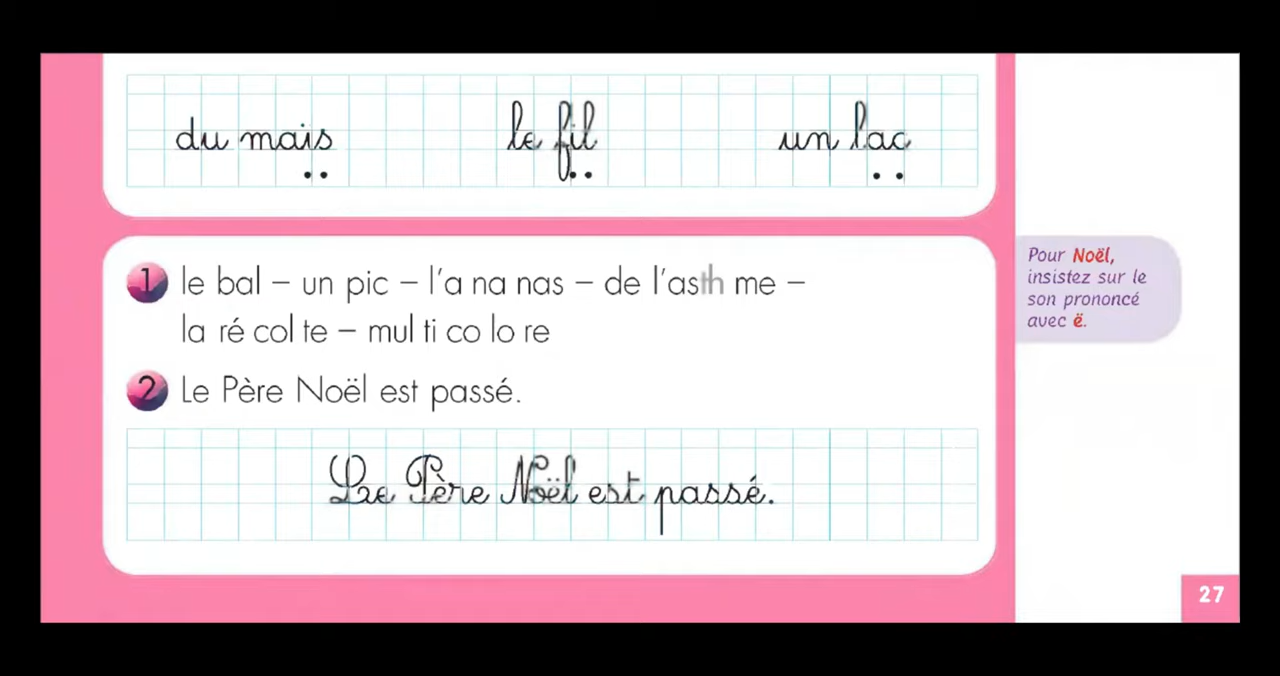 du mais le fil un lac
1 le bal – un pic – l'a na nas – de l'asth me –
la ré col te – mul ti co lo re
2 Le Père Noël est passé.
Le Père Noël est passé.
Pour Noël,
insistez sur le
son prononcé
avec ë.
27